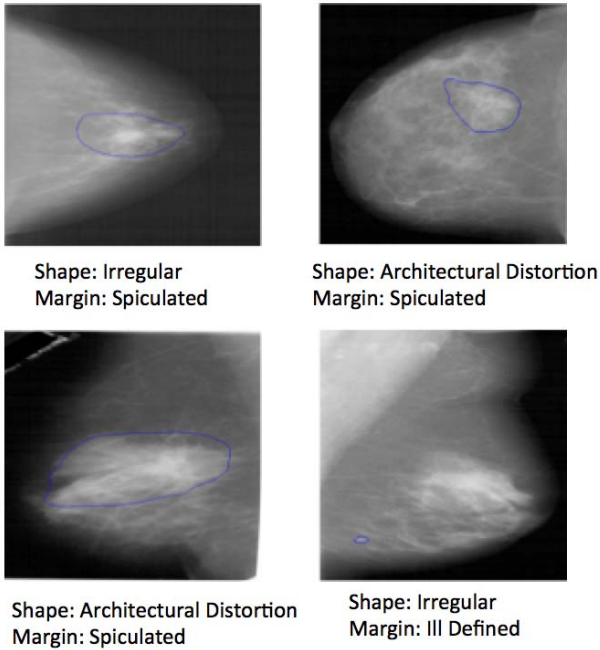 Shape: Irregular
Margin: Spiculated
Shape: Architectural Distortion
Margin: Spiculated
Shape: Architectural Distortion
Margin: Spiculated
Shape: Irregular
Margin: Ill Defined